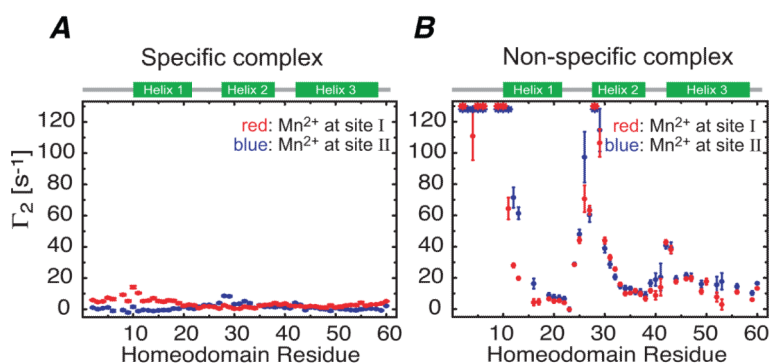 A
Specific complex
Helix 1 Helix 2 Helix 3
120
100
80
60
40
20
0
Γ2 [s-1]
red: Mn2+ at site I
blue: Mn2+ at site II
0 10 20 30 40 50 60
Homeodomain Residue
B
Non-specific complex
Helix 1 Helix 2 Helix 3
120
100
80
60
40
20
0
red: Mn2+ at site I
blue: Mn2+ at site II
0 10 20 30 40 50 60
Homeodomain Residue